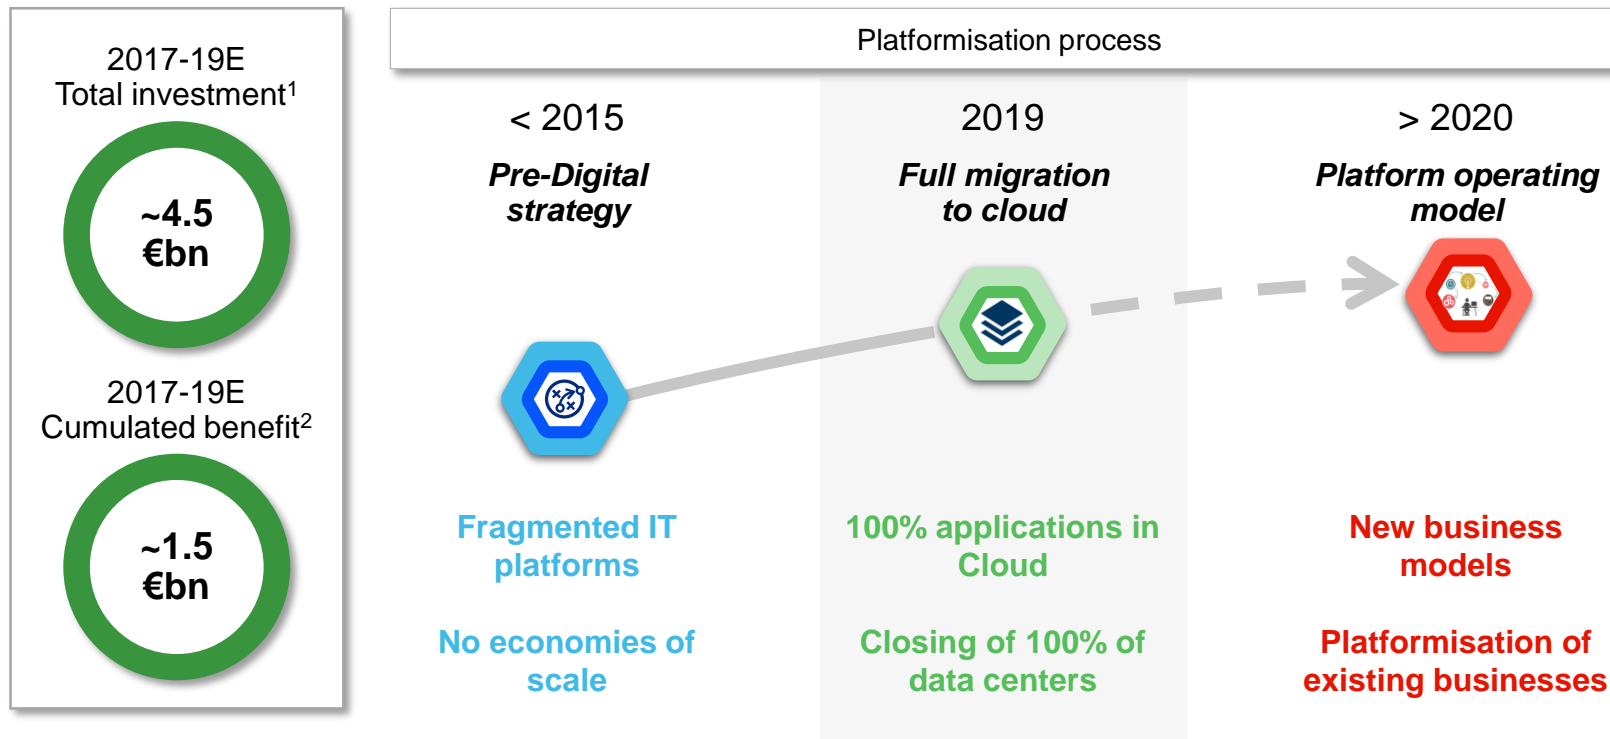 2017-19E
Total investment1
~4.5
€bn
2017-19E
Cumulated benefit2
~1.5
€bn
Platformisation process
< 2015
Pre-Digital
strategy
Fragmented IT
platforms
No economies of
scale
2019
Full migration
to cloud
100% applications in
Cloud
Closing of 100% of
data centers
> 2020
Platform operating
model
New business
models
Platformisation of
existing businesses